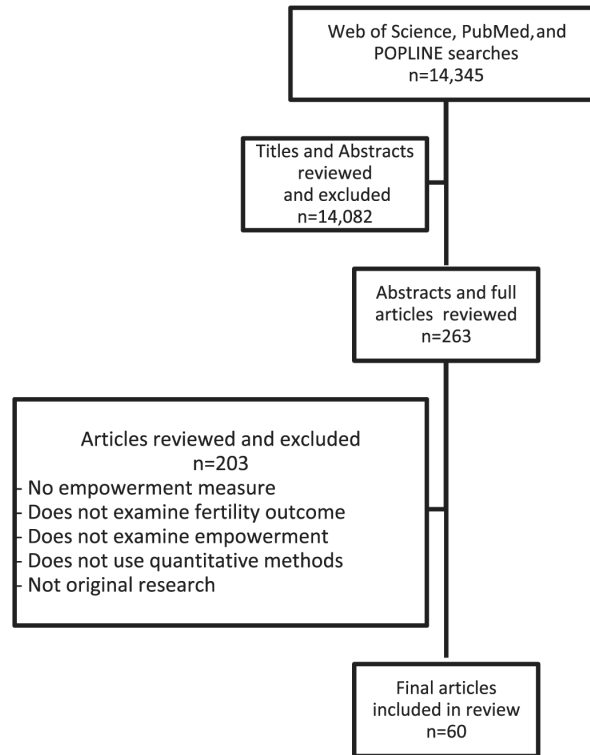 Web of Science, PubMed, and
POPLINE searches
n=14,345
Titles and Abstracts
reviewed
and excluded
n=14,082
Abstracts and full
articles reviewed
n=263
Articles reviewed and excluded
n=203
- No empowerment measure
- Does not examine fertility outcome
- Does not examine empowerment
- Does not use quantitative methods
- Not original research
Final articles
included in review
n=60